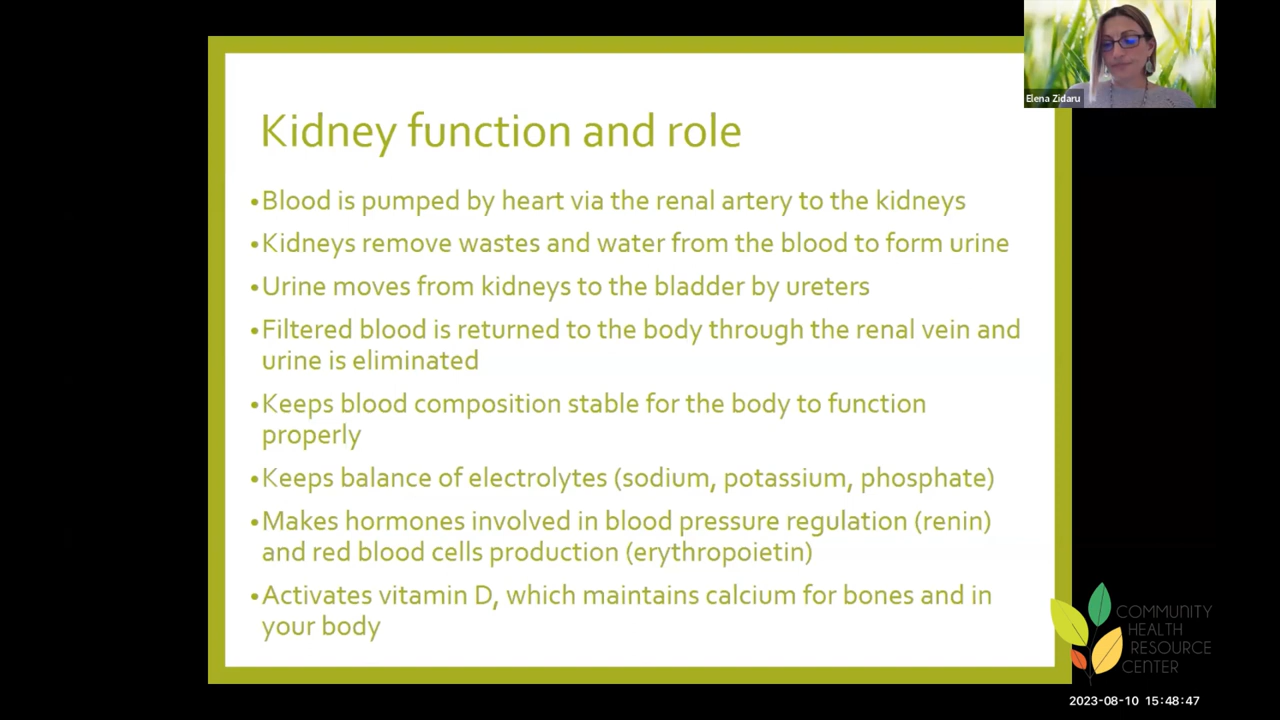 Elena Zidaru
Kidney function and role
•Blood is pumped by heart via the renal artery to the kidneys
•Kidneys remove wastes and water from the blood to form urine
•Urine moves from kidneys to the bladder by ureters
•Filtered blood is returned to the body through the renal vein and
urine is eliminated
•Keeps blood composition stable for the body to function
properly
•Keeps balance of electrolytes (sodium, potassium, phosphate)
•Makes hormones involved in blood pressure regulation (renin)
and red blood cells production (erythropoietin)
•Activates vitamin D, which maintains calcium for bones and in
your body
COMMUNITY
HEALTH
RESOURCE
CENTER
2023-08-10 15:48:47